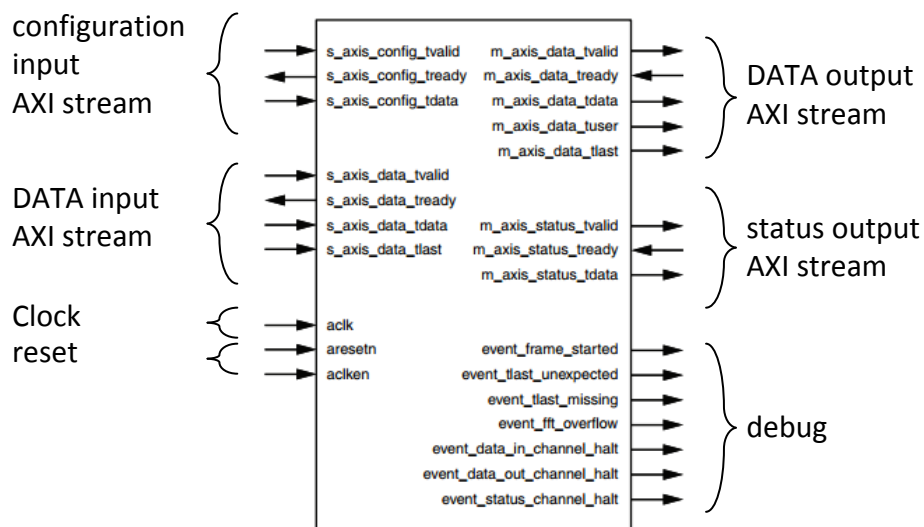 configuration
input
AXI stream
s_axis_config_tvalid
s_axis_config_tready
s_axis_config_tdata
DATA input
AXI stream
s_axis_data_tvalid
s_axis_data_tready
s_axis_data_tdata
s_axis_data_tlast
Clock
reset
aclk
aresetn
aclken
m_axis_data_tvalid
m_axis_data_tready
m_axis_data_tdata
m_axis_data_tuser
m_axis_data_tlast
DATA output
AXI stream
m_axis_status_tvalid
m_axis_status_tready
m_axis_status_tdata
status output
AXI stream
event_frame_started
event_tlast_unexpected
event_tlast_missing
event_fft_overflow
event_data_in_channel_halt
event_data_out_channel_halt
event_status_channel_halt
debug